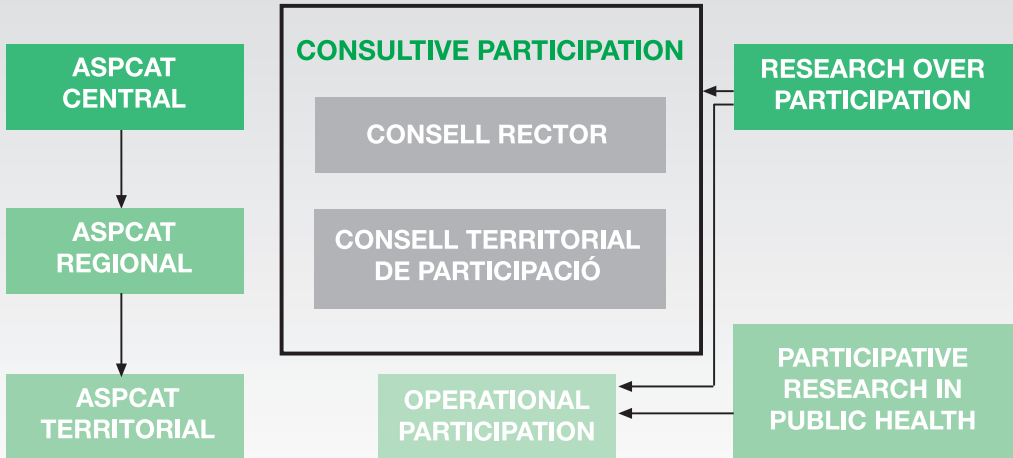 ASPCAT
CENTRAL
ASPCAT
REGIONAL
ASPCAT
TERRITORIAL
CONSULTIVE PARTICIPATION
CONSELL RECTOR
CONSELL TERRITORIAL
DE PARTICIPACIÓ
OPERATIONAL
PARTICIPATION
RESEARCH OVER
PARTICIPATION
PARTICIPATIVE
RESEARCH IN
PUBLIC HEALTH